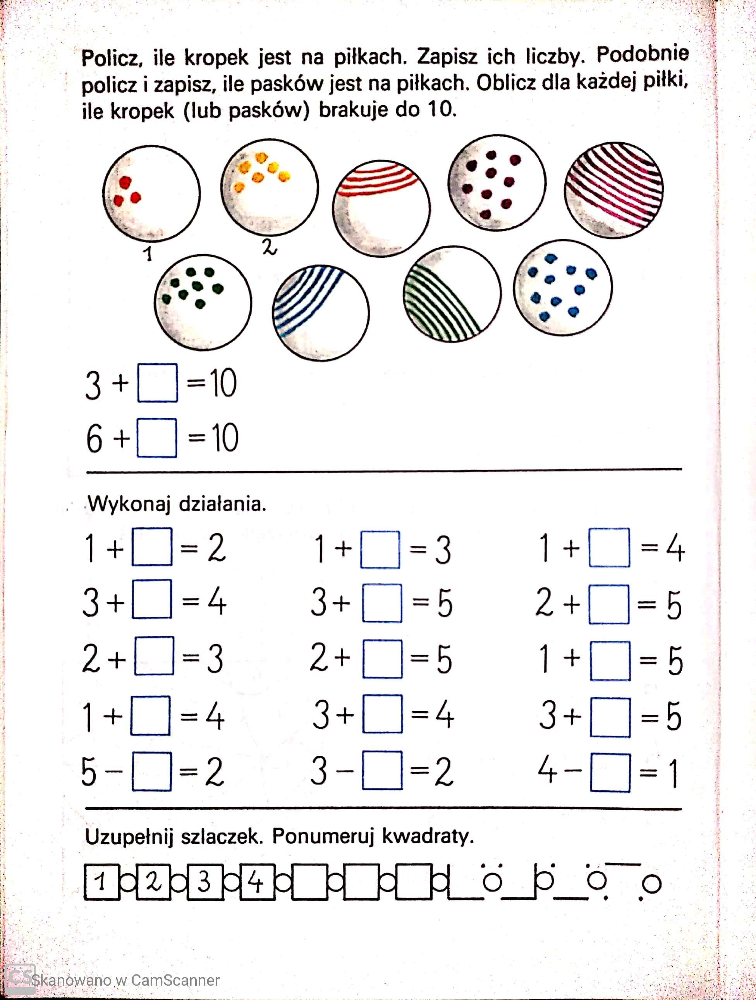 Policz, ile kropek jest na piłkach. Zapisz ich liczby. Podobnie
policz i zapisz, ile pasków jest na piłkach. Oblicz dla każdej piłki,
ile kropek (lub pasków) brakuje do 10.
1 2
3 + = 10
6 + = 10
Wykonaj działania.
1 + = 2 1 + = 3 1 + = 4
3 + = 4 3 + = 5 2 + = 5
2 + = 3 2 + = 5 1 + = 5
1 + = 4 3 + = 4 3 + = 5
5 - = 2 3 - = 2 4 - = 1
Uzupełnij szlaczek. Ponumeruj kwadraty.
1 2 3 4
CS Skanowano w CamScanner